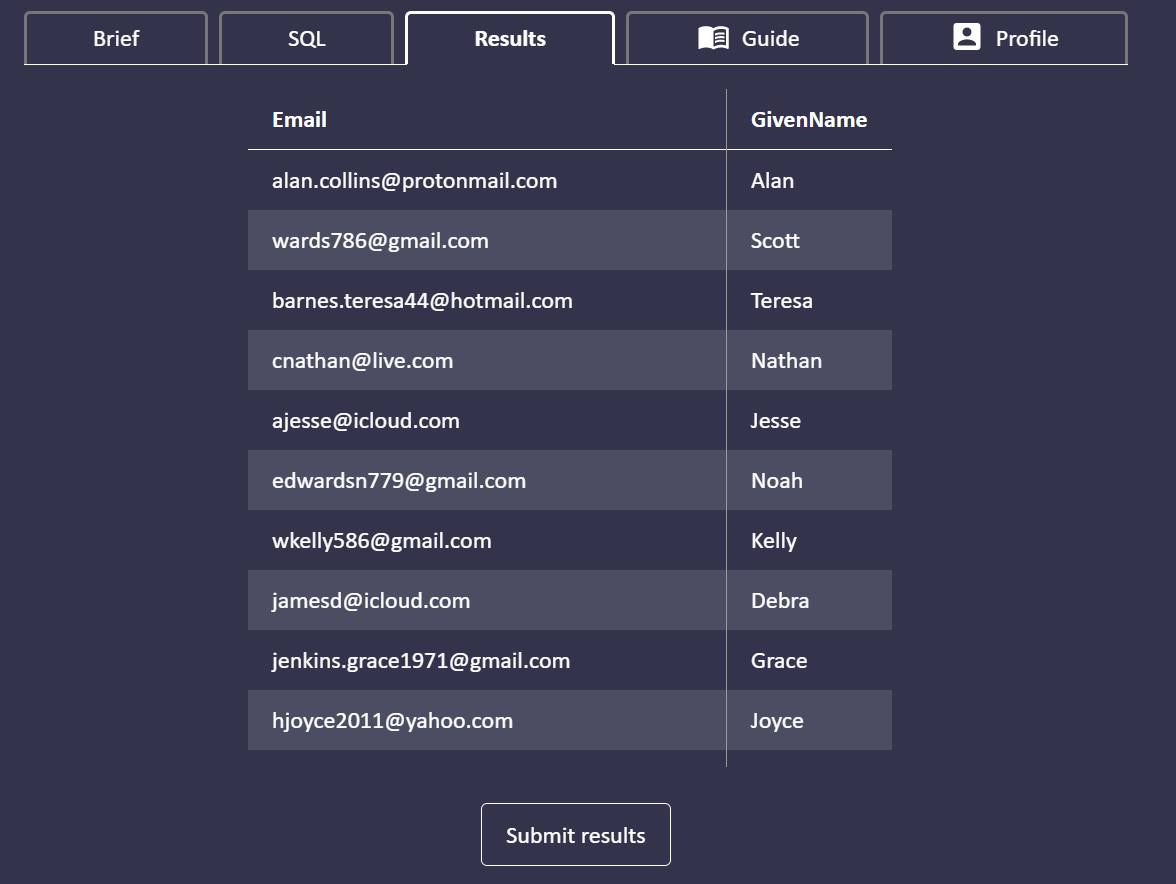 Brief SQL Results Guide Profile
Email GivenName
alan.collins@protonmail.com Alan
wards786@gmail.com Scott
barnes.teresa44@hotmail.com Teresa
cnathan@live.com Nathan
ajesse@icloud.com Jesse
edwardsn779@gmail.com Noah
wkelly586@gmail.com Kelly
jamesd@icloud.com Debra
jenkins.grace1971@gmail.com Grace
hjoyce2011@yahoo.com Joyce
Submit results